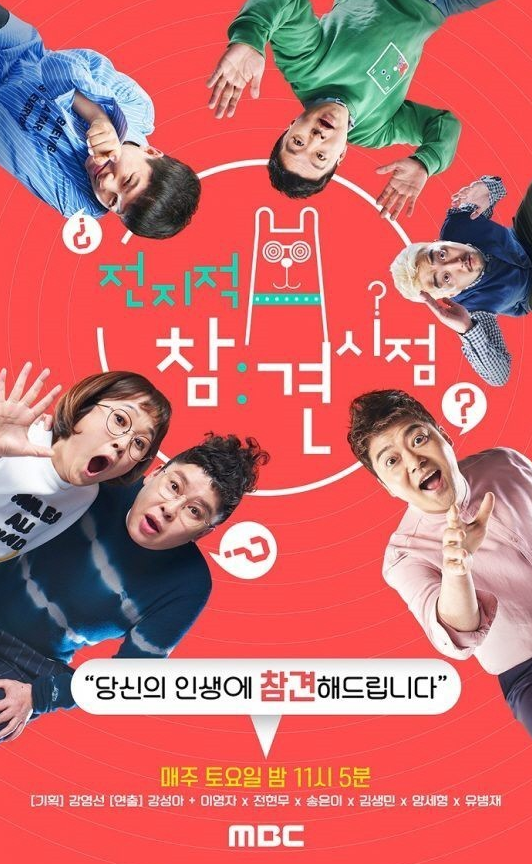 전지적
참:견
시점
?
?
?
?
"당신의 인생에 참견해드립니다"
매주 토요일 밤 11시 5분
[기획] 강영선 [연출] 강성아 + 이영자 x 전현무 x 송은이 x 김생민 x 양세형 x 유병재
MBC